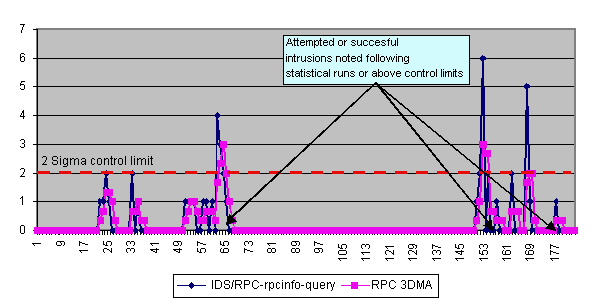 7
6
5
4
3
2
1
0
Attempted or succesful
intrusions noted following
statistical runs or above control limits
2 Sigma control limit
1 9 17 25 33 41 49 57 65 73 81 89 97 105 113 121 129 137 145 153 161 169 177
IDS/RPC-rpcinfo-query RPC 3DMA